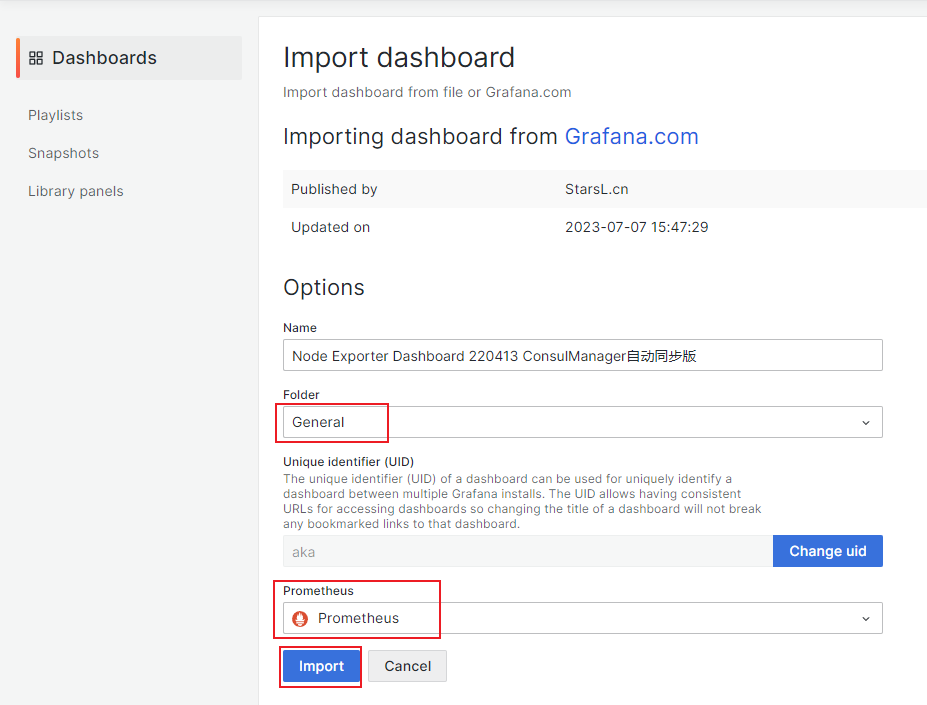 Dashboards
Playlists
Snapshots
Library panels
Import dashboard
Import dashboard from file or Grafana.com
Importing dashboard from Grafana.com
Published by StarsL.cn
Updated on 2023-07-07 15:47:29
Options
Name
Node Exporter Dashboard 220413 ConsulManager自动同步版
Folder
General
Unique identifier (UID)
The unique identifier (UID) of a dashboard can be used for uniquely identify a
dashboard between multiple Grafana installs. The UID allows having consistent
URLs for accessing dashboards so changing the title of a dashboard will not break
any bookmarked links to that dashboard.
aka Change uid
Prometheus
Prometheus
Import Cancel